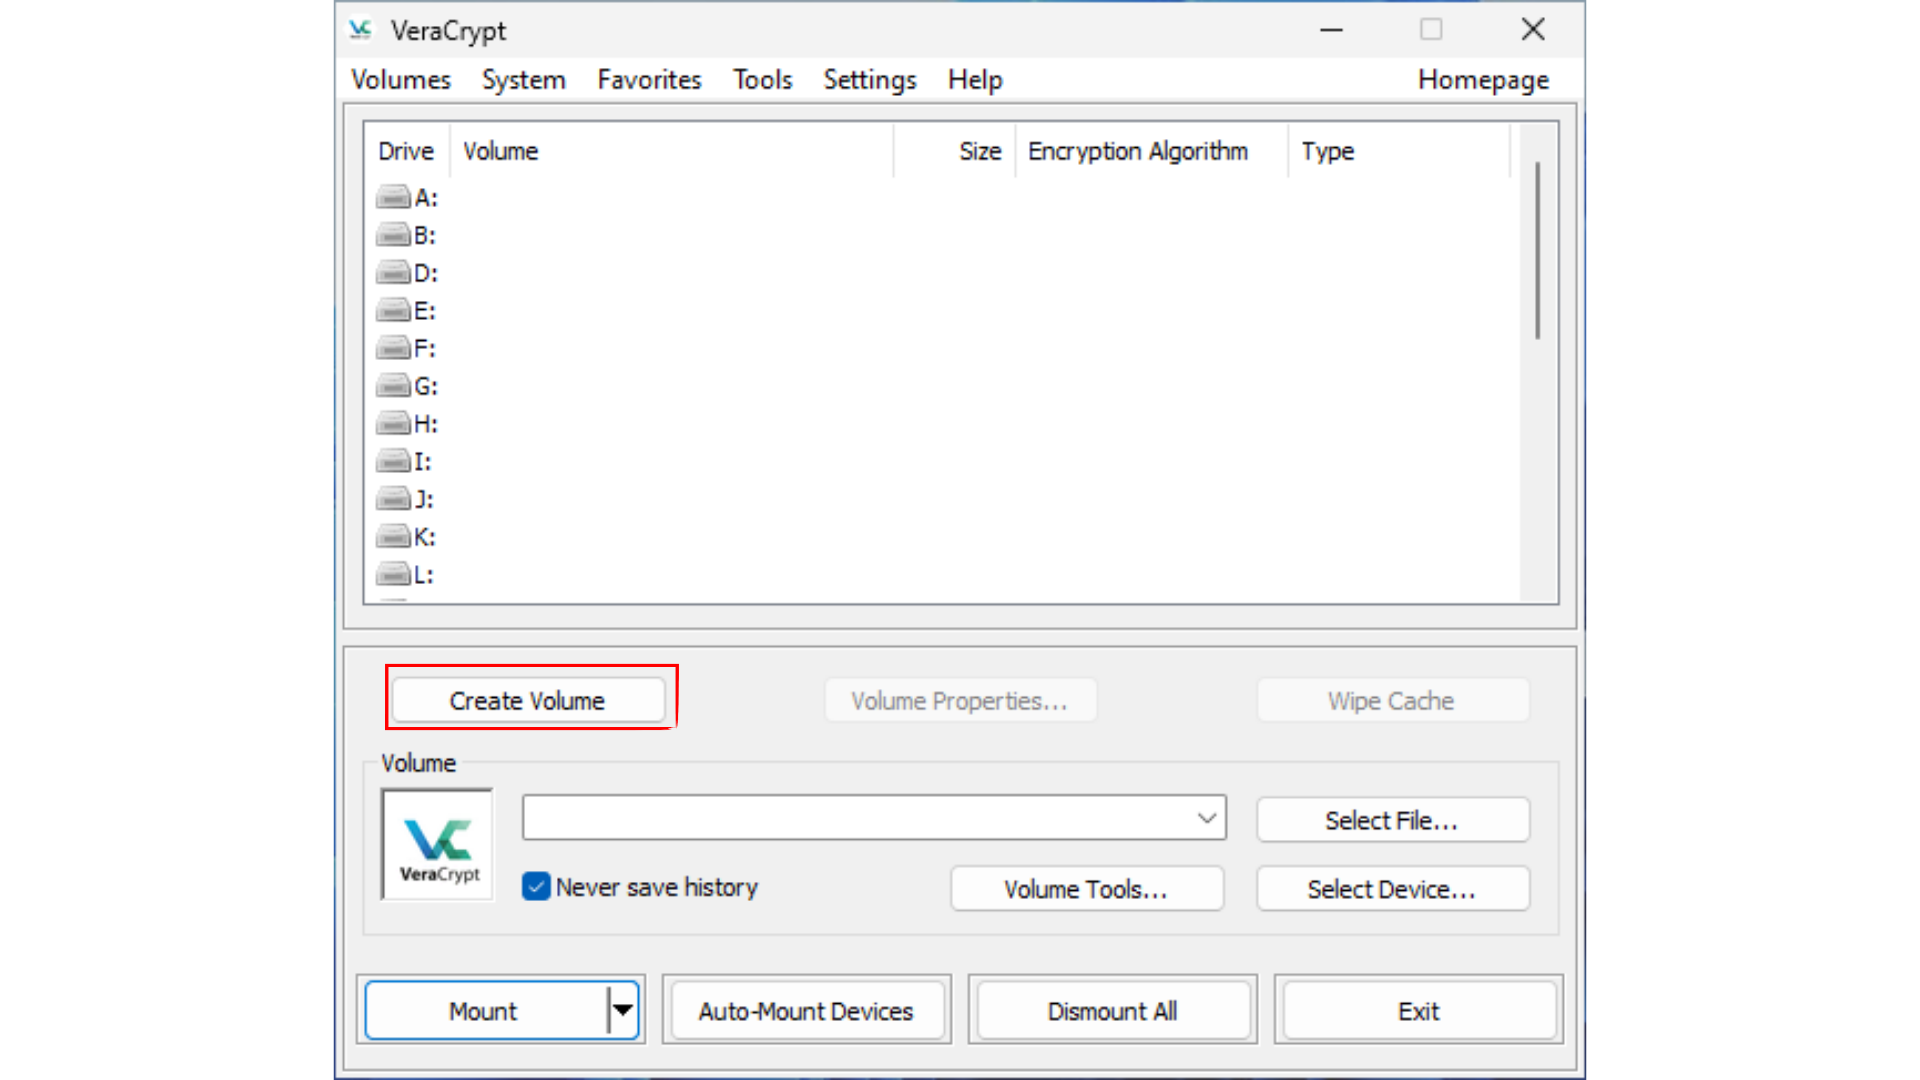 VeraCrypt
Volumes System Favorites Tools Settings Help Homepage
Drive Volume Size Encryption Algorithm Type
A:
B:
D:
E:
F:
G:
H:
I:
J:
K:
L:
Create Volume Volume Properties... Wipe Cache
Volume
VeraCrypt
Select File...
Never save history Volume Tools... Select Device...
Mount Auto-Mount Devices Dismount All Exit